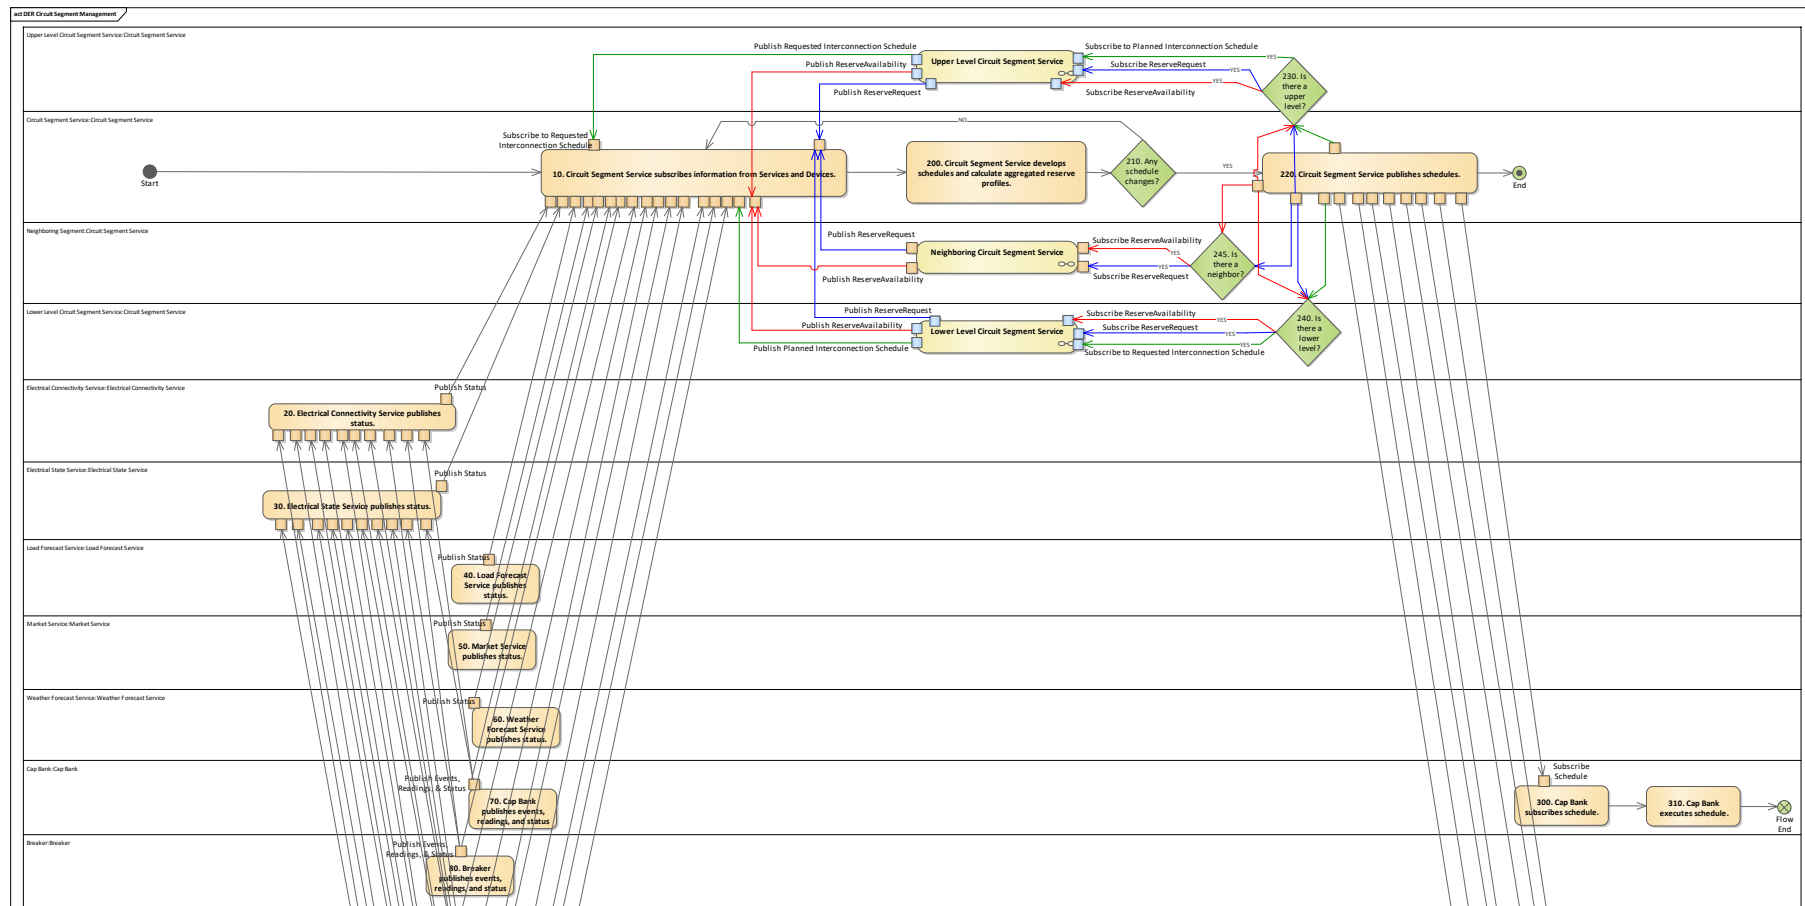 act DER Circuit Segment Management
Upper Level Circuit Segment Service:Circuit Segment Service
Publish Requested Interconnection Schedule
Publish ReserveAvailability
Publish ReserveRequest
Upper Level Circuit Segment Service
Subscribe to Planned Interconnection Schedule
Subscribe ReserveRequest
Subscribe ReserveAvailability
YES
YES
YES
230. Is
there a
upper
level?
Circuit Segment Service:Circuit Segment Service
Start
Subscribe to Requested
Interconnection Schedule
10. Circuit Segment Service subscribes information from Services and Devices.
NO
200. Circuit Segment Service develops
schedules and calculate aggregated reserve
profiles.
210. Any
schedule
changes?
YES
220. Circuit Segment Service publishes schedules.
End
Neighboring Segment:Circuit Segment Service
Publish ReserveRequest
Publish ReserveAvailability
Neighboring Circuit Segment Service
Subscribe ReserveAvailability
Subscribe ReserveRequest
YES
YES
245. Is
there a
neighbor?
Lower Level Circuit Segment Service:Circuit Segment Service
Publish ReserveRequest
Publish ReserveAvailability
Publish Planned Interconnection Schedule
Lower Level Circuit Segment Service
Subscribe ReserveAvailability
Subscribe ReserveRequest
Subscribe to Requested Interconnection Schedule
YES
YES
YES
240. Is
there a
lower
level?
Electrical Connectivity Service:Electrical Connectivity Service
Publish Status
20. Electrical Connectivity Service publishes
status.
Electrical State Service:Electrical State Service
Publish Status
30. Electrical State Service publishes status.
Load Forecast Service:Load Forecast Service
Publish Status
40. Load Forecast
Service publishes
status.
Market Service:Market Service
Publish Status
50. Market Service
publishes status.
Weather Forecast Service:Weather Forecast Service
Publish Status
60. Weather
Forecast Service
publishes status.
Cap Bank:Cap Bank
Publish Events,
Readings, & Status
70. Cap Bank
publishes events,
readings, and status
Subscribe
Schedule
300. Cap Bank
subscribes schedule.
310. Cap Bank
executes schedule.
Flow
End
Breaker:Breaker
Publish Events,
Readings, & Status
80. Breaker
publishes events,
readings, and status